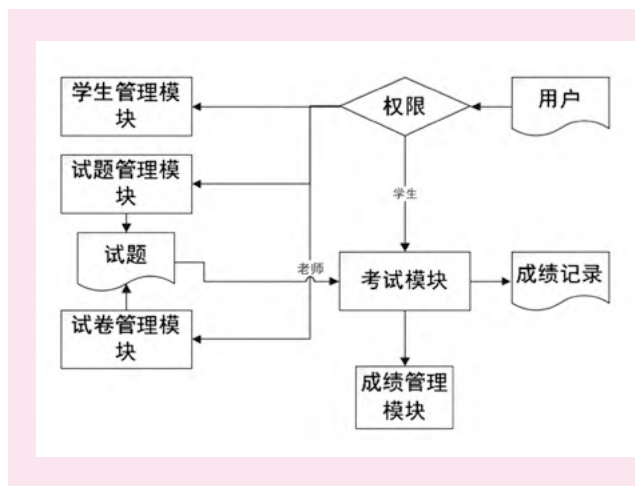 学生管理模
块
权限
用户
试题管理模
块
学生
试题
老师
考试模块
成绩记录
试卷管理模
块
成绩管理
模块